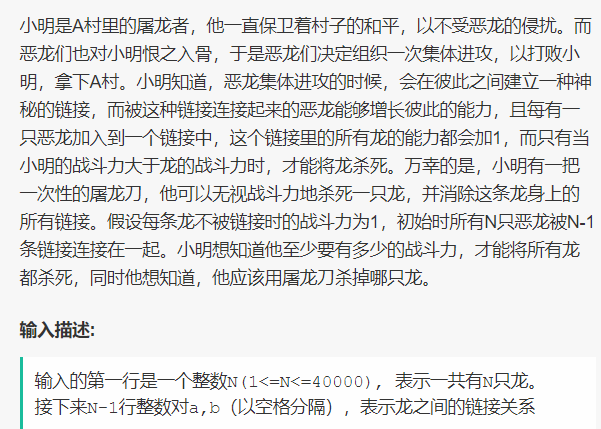 小明是A村里的屠龙者，他一直保卫着村子的和平，以不受恶龙的侵扰。而
恶龙们也对小明恨之入骨，于是恶龙们决定组织一次集体进攻，以打败小
明，拿下A村。小明知道，恶龙集体进攻的时候，会在彼此之间建立一种神
秘的链接，而被这种链接连接起来的恶龙能够增长彼此的能力，且每有一
只恶龙加入到一个链接中，这个链接里的所有龙的能力都会加1，而只有当
小明的战斗力大于龙的战斗力时，才能将龙杀死。万幸的是，小明有一把
一次性的屠龙刀，他可以无视战斗力地杀死一只龙，并消除这条龙身上的
所有链接。假设每条龙不被链接时的战斗力为1，初始时所有N只恶龙被N-1
条链接连接在一起。小明想知道他至少要有多少的战斗力，才能将所有龙
都杀死，同时他想知道，他应该用屠龙刀杀掉哪只龙。
输入描述:
输入的第一行是一个整数N(1<=N<=40000)，表示一共有N只龙。
接下来N-1行整数对a,b（以空格分隔），表示龙之间的链接关系